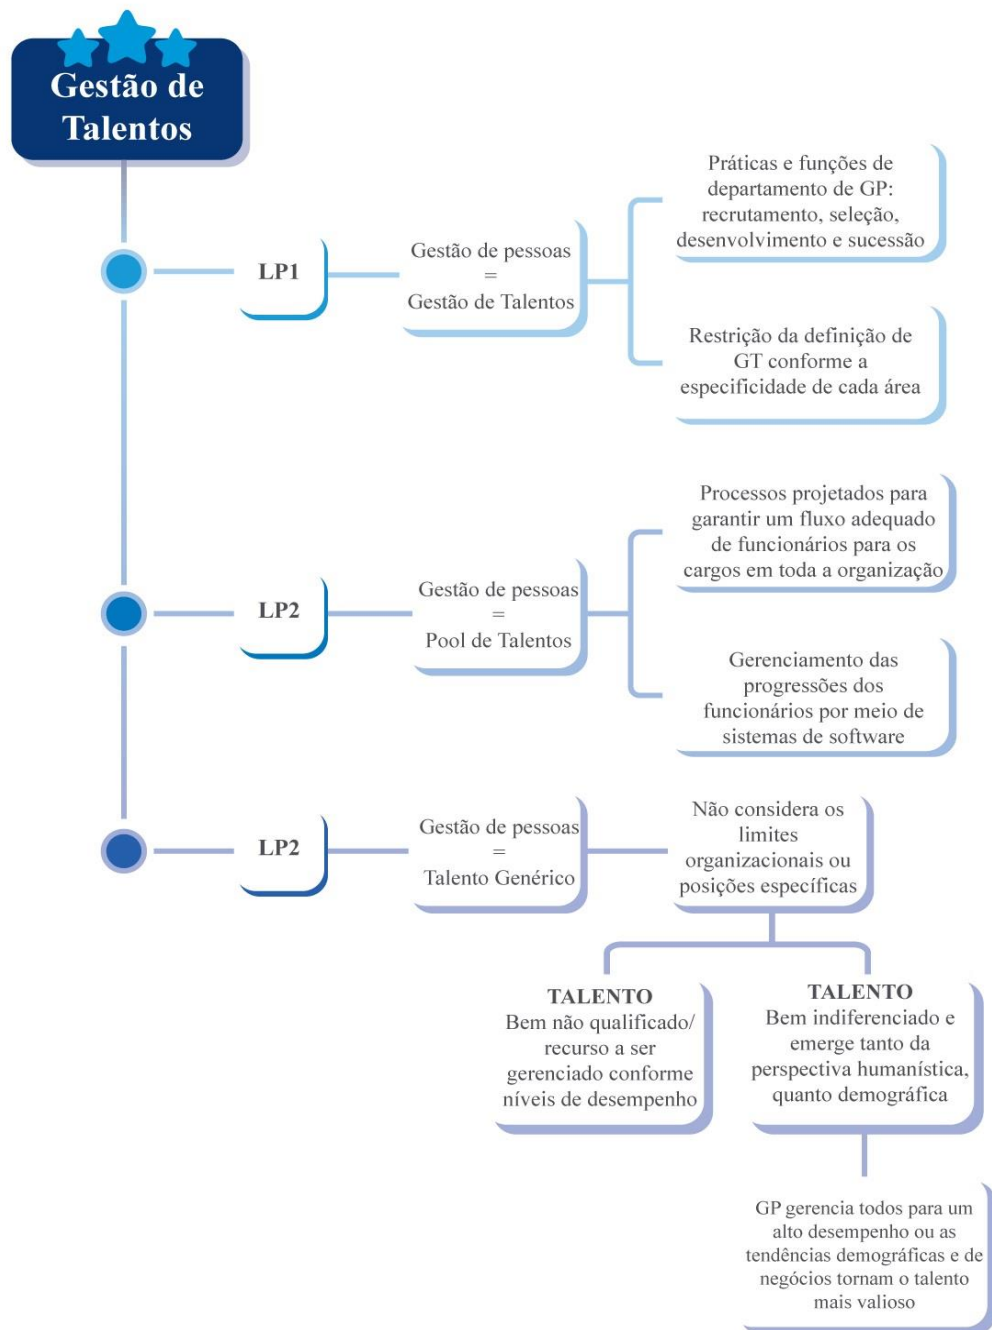 Gestão de
Talentos
LP1
Gestão de pessoas
=
Gestão de Talentos
Práticas e funções de
departamento de GP:
recrutamento, seleção,
desenvolvimento e sucessão
Restrição da definição de
GT conforme a
especificidade de cada área
LP2
Gestão de pessoas
=
Pool de Talentos
Processos projetados para
garantir um fluxo adequado
de funcionários para os
cargos em toda a organização
Gerenciamento das
progressões dos
funcionários por meio de
sistemas de software
LP2
Gestão de pessoas
=
Talento Genérico
Não considera os
limites
organizacionais ou
posições específicas
TALENTO
Bem não qualificado/
recurso a ser
gerenciado conforme
níveis de desempenho
TALENTO
Bem indiferenciado e
emerge tanto da
perspectiva humanística,
quanto demográfica
GP gerencia todos para um
alto desempenho ou as
tendências demográficas e de
negócios tornam o talento
mais valioso